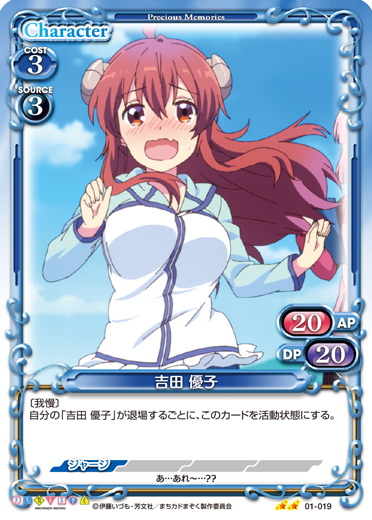 Precious Memories
Character
COST
3
SOURCE
3
20 AP
DP 20
吉田 優子
〔我慢〕
自分の「吉田 優子」が退場するごとに、このカードを活動状態にする。
ジャージ
あ…あれ〜…??
©伊藤いづも・芳文社／まちカドまぞく製作委員会
01-019